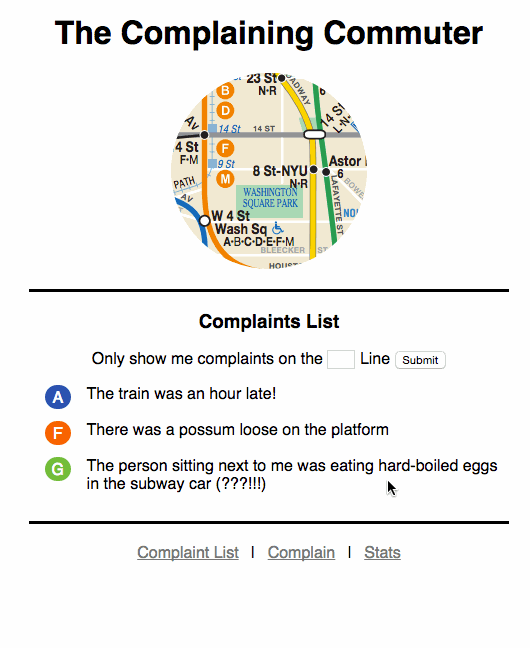 The Complaining Commuter
23 St
N•R
B
D
14 St
14 ST
14 St
Av
4 St
F•M
F
9 St
M
8 St-NYU
N•R
Astor
6
PATH
WASHINGTON
SQUARE PARK
LAFAYETTE ST
W 4 St
Wash Sq
A•B•C•D•E•F•M
BLEECKER ST
Complaints List
Only show me complaints on the Line Submit
A The train was an hour late!
F There was a possum loose on the platform
G The person sitting next to me was eating hard-boiled eggs
in the subway car (???!!!)
Complaint List | Complain | Stats